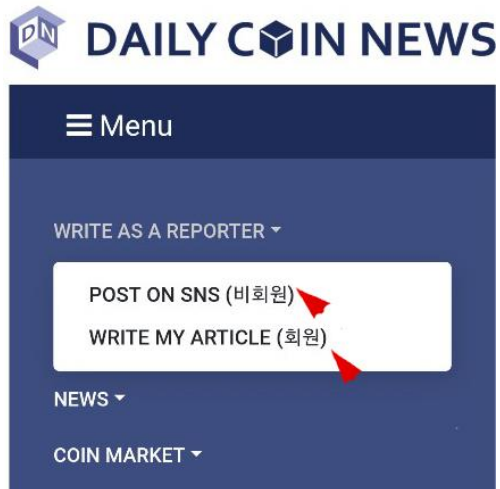 DN DAILY COIN NEWS
Menu
WRITE AS A REPORTER
POST ON SNS (비회원)
WRITE MY ARTICLE (회원)
NEWS
COIN MARKET